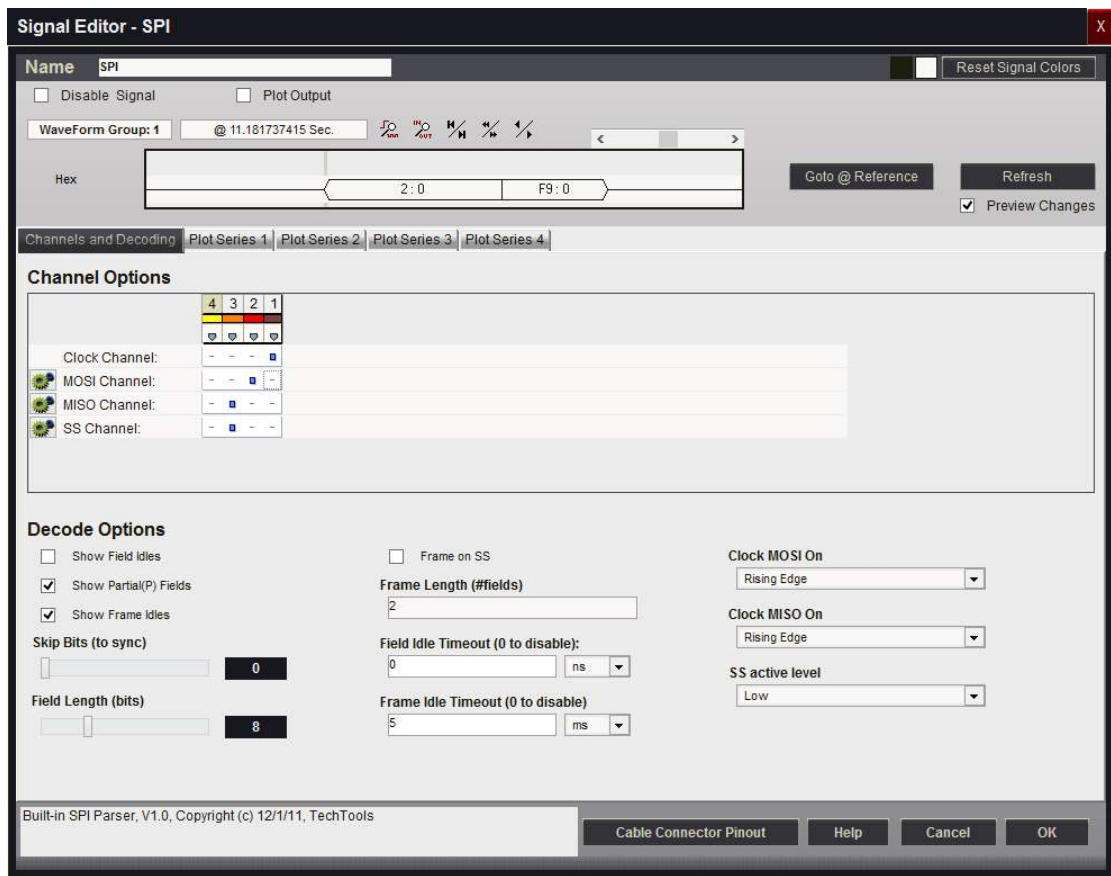 Signal Editor - SPI
X
Name SPI Reset Signal Colors
Disable Signal Plot Output
WaveForm Group: 1 @ 11.181737415 Sec.
Hex 2 : 0 F9 : 0 Goto @ Reference Refresh
Preview Changes
Channels and Decoding Plot Series 1 Plot Series 2 Plot Series 3 Plot Series 4
Channel Options
4 3 2 1
Clock Channel:
MOSI Channel:
MISO Channel:
SS Channel:
Decode Options
Show Field Idles Frame on SS Clock MOSI On
Rising Edge
Show Partial(P) Fields Frame Length (#fields)
2
Show Frame Idles Clock MISO On
Rising Edge
Skip Bits (to sync) Field Idle Timeout (0 to disable):
0 0 ns
SS active level
Low
Field Length (bits) Frame Idle Timeout (0 to disable)
8 5 ms
Built-in SPI Parser, V1.0, Copyright (c) 12/1/11, TechTools
Cable Connector Pinout Help Cancel OK